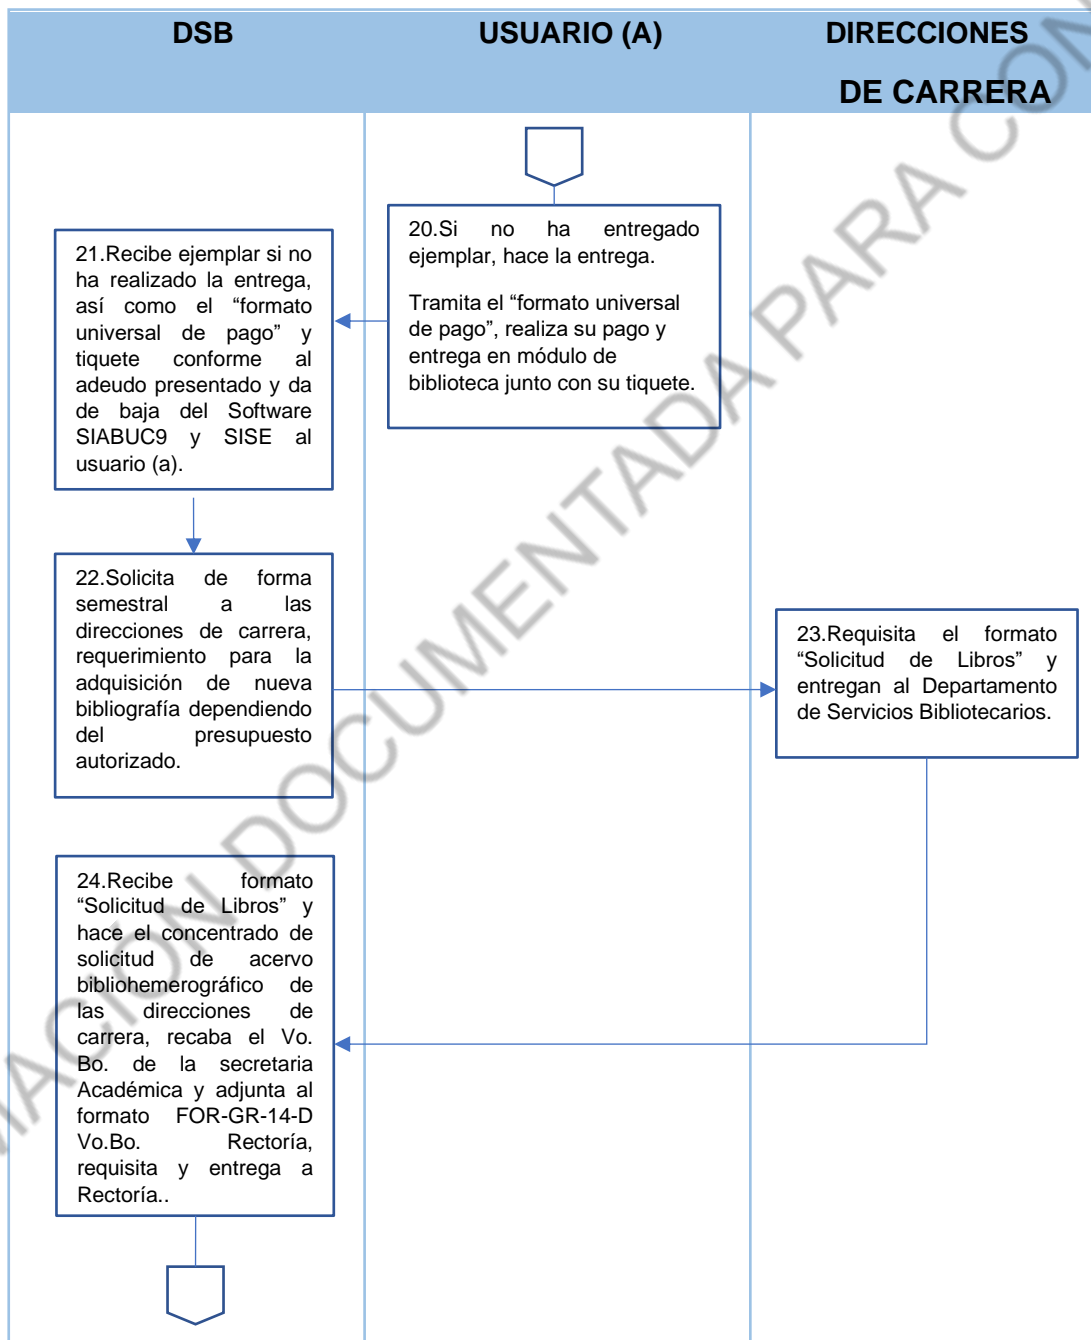 DSB
USUARIO (A)
DIRECCIONES
DE CARRERA
20.Si no ha entregado
ejemplar, hace la entrega.
Tramita el “formato universal
de pago”, realiza su pago y
entrega en módulo de
biblioteca junto con su tiquete.
21.Recibe ejemplar si no
ha realizado la entrega,
así como el “formato
universal de pago” y
tiquete conforme al
adeudo presentado y da
de baja del Software
SIABUC9 y SISE al
usuario (a).
22.Solicita de forma
semestral a las
direcciones de carrera,
requerimiento para la
adquisición de nueva
bibliografía dependiendo
del presupuesto
autorizado.
23.Requisita el formato
“Solicitud de Libros” y
entregan al Departamento
de Servicios Bibliotecarios.
24.Recibe formato
“Solicitud de Libros” y
hace el concentrado de
solicitud de acervo
bibliohemerográfico de
las direcciones de
carrera, recaba el Vo.
Bo. de la secretaria
Académica y adjunta al
formato FOR-GR-14-D
Vo.Bo. Rectoría,
requisita y entrega a
Rectoría..
MACIÓN DOCUMENTADA PARA CON